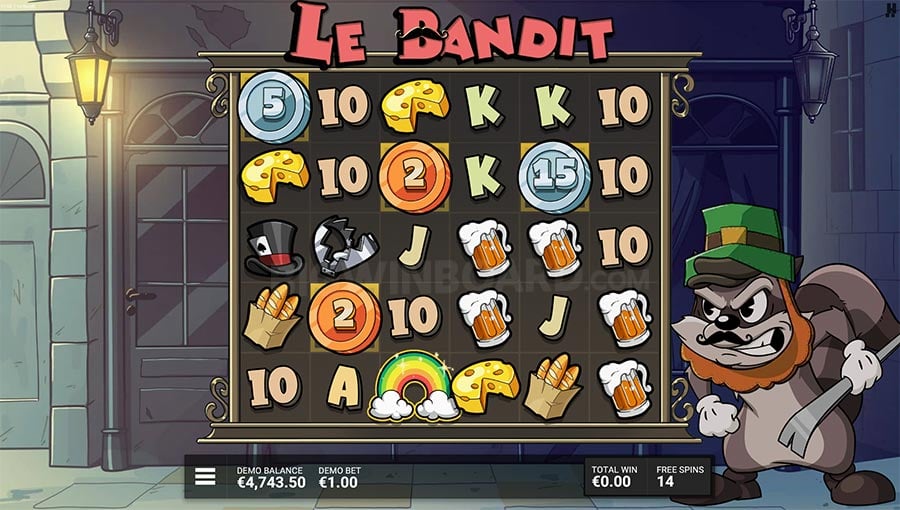 LE BANDIT
5 10 K K 10
10 2 K 15 10
J 10
2 10 J
10 A
DEMO BALANCE DEMO BET TOTAL WIN FREE SPINS
€4,743.50 €1.00 €0.00 14